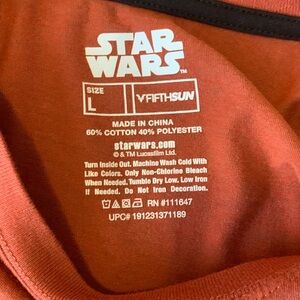 STAR
WARS™
SIZE
L
FIFTHSUN
MADE IN CHINA
60% COTTON 40% POLYESTER
starwars.com
© & TM Lucasfilm Ltd.
Turn Inside Out. Machine Wash Cold With
Like Colors. Only Non-Chlorine Bleach
When Needed. Tumble Dry Low. Low Iron
If Needed. Do Not Iron Decoration.
RN #111647
UPC# 191231371189